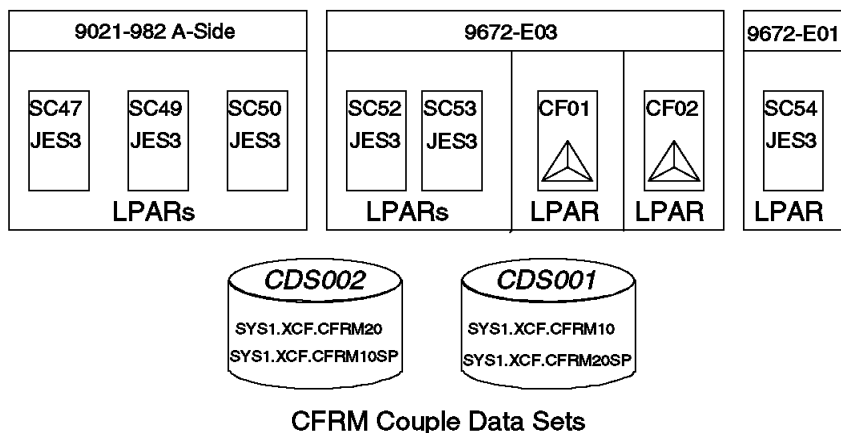 9021-982 A-Side
9672-E03
9672-E01
SC47
JES3
SC49
JES3
SC50
JES3
LPARs
SC52
JES3
SC53
JES3
LPARs
CF01
LPAR
CF02
LPAR
SC54
JES3
LPAR
CDS002
SYS1.XCF.CFRM20
SYS1.XCF.CFRM10SP
CDS001
SYS1.XCF.CFRM10
SYS1.XCF.CFRM20SP
CFRM Couple Data Sets